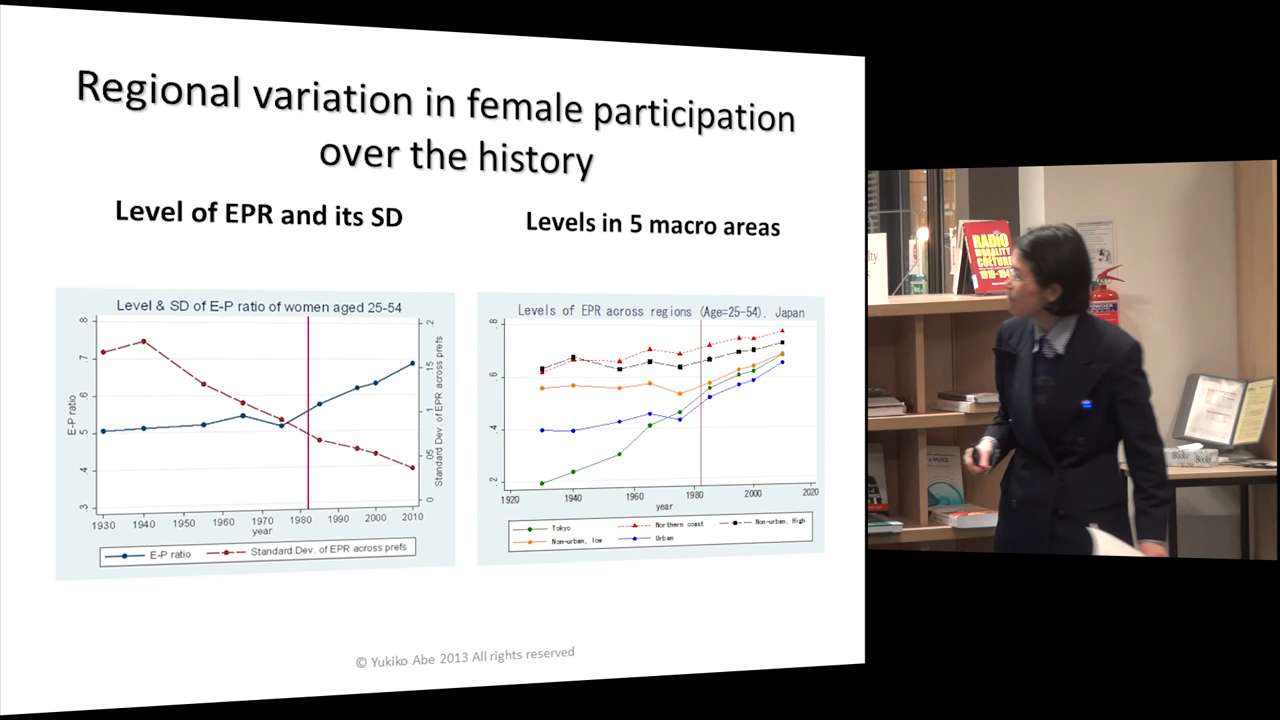 Regional variation in female participation
over the history
Level of EPR and its SD
Levels in 5 macro areas
Level & SD of E-P ratio of women aged 25-54
.8
.7
.6
.5
.4
.3
E-P ratio
.2
.15
.1
.05
0
Standard Dev. of EPR across prefs
1930 1940 1950 1960 1970 1980 1990 2000 2010
year
E-P ratio
Standard Dev. of EPR across prefs
Levels of EPR across regions (Age=25-54), Japan
.8
.6
.4
.2
1920 1940 1960 1980 2000 2020
year
Tokyo
Northern coast
Non-urban, High
Non-urban, low
Urban
© Yukiko Abe 2013 All rights reserved
RADIO
MORALITY
CULTURE